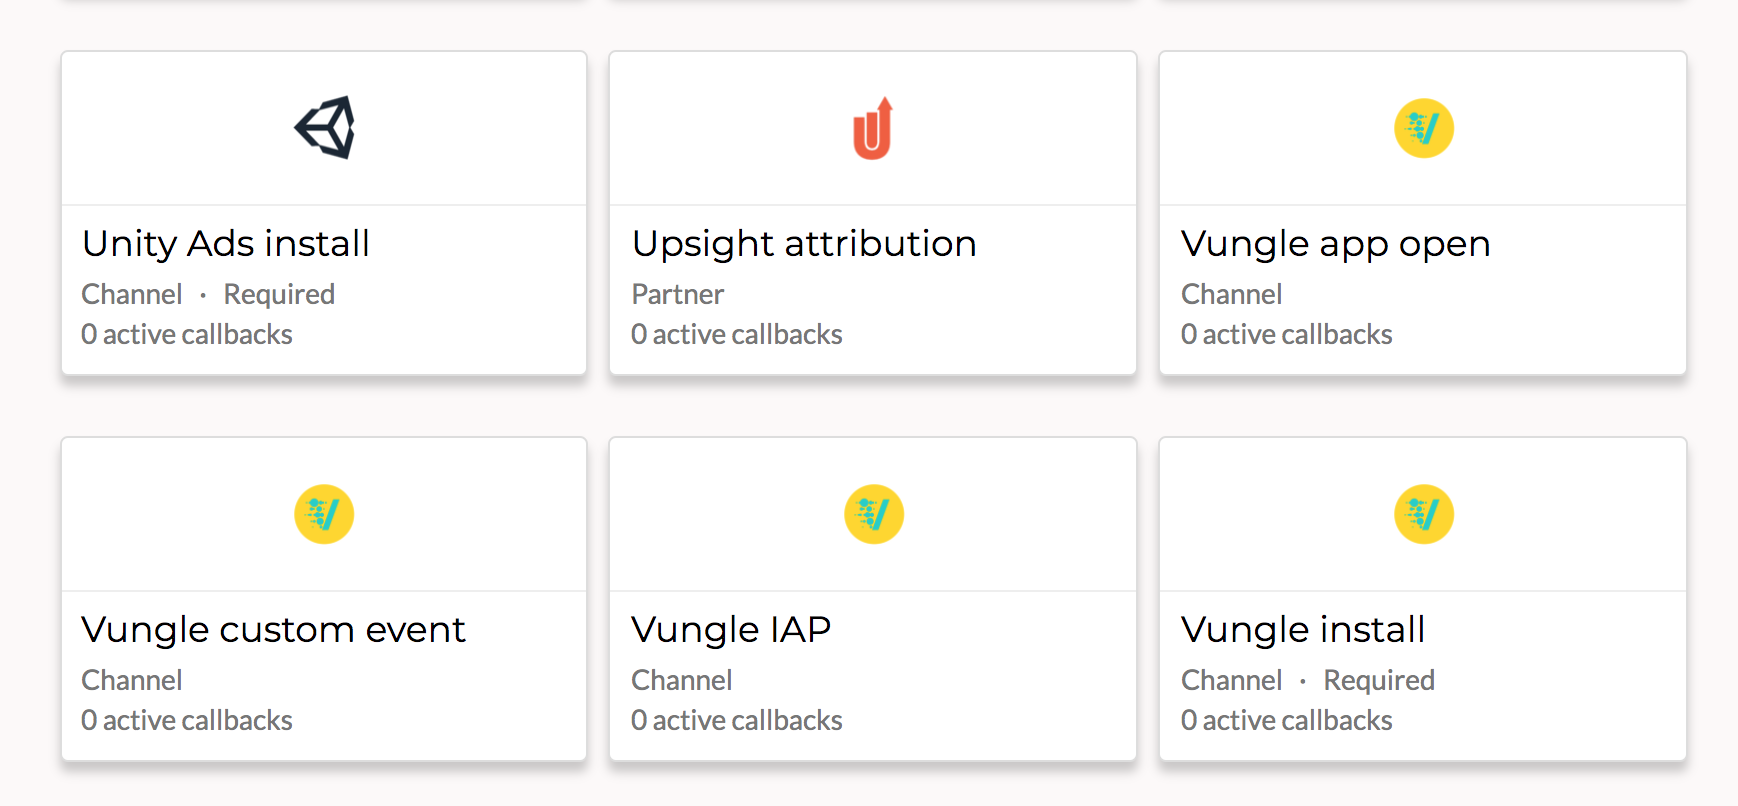 Unity Ads install
Channel · Required
0 active callbacks
Upsight attribution
Partner
0 active callbacks
Vungle app open
Channel
0 active callbacks
Vungle custom event
Channel
0 active callbacks
Vungle IAP
Channel
0 active callbacks
Vungle install
Channel · Required
0 active callbacks